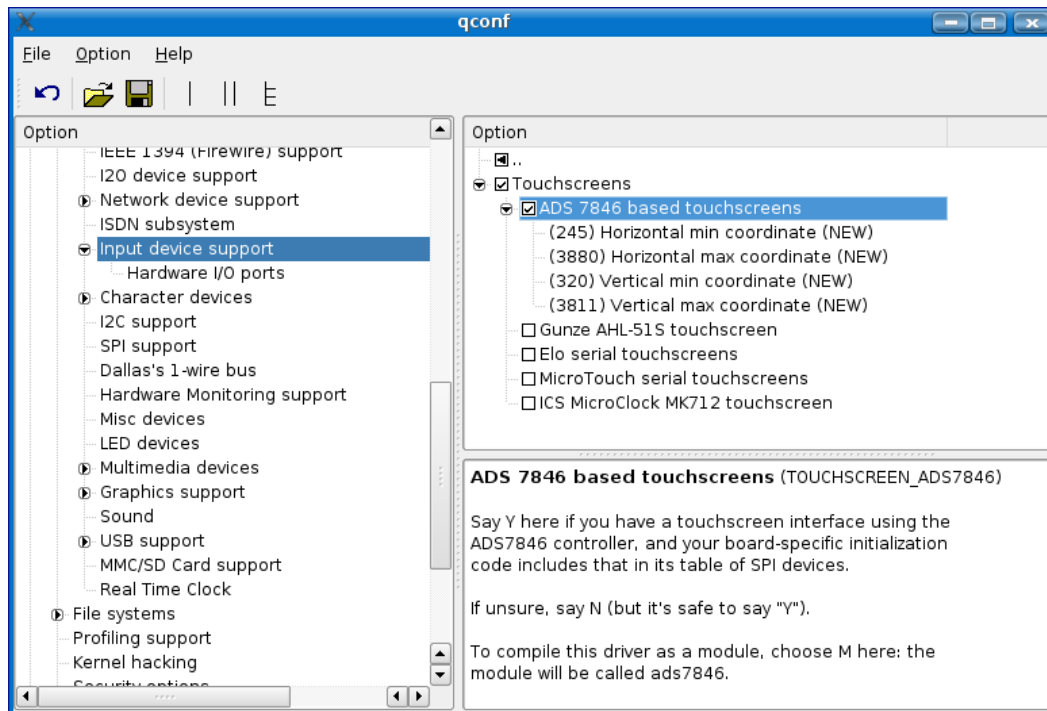 qconf
File Option Help
Option
IEEE 1394 (Firewire) support
I2O device support
Network device support
ISDN subsystem
Input device support
Hardware I/O ports
Character devices
I2C support
SPI support
Dallas's 1-wire bus
Hardware Monitoring support
Misc devices
LED devices
Multimedia devices
Graphics support
Sound
USB support
MMC/SD Card support
Real Time Clock
File systems
Profiling support
Kernel hacking
Security options
Option
..
Touchscreens
ADS 7846 based touchscreens
(245) Horizontal min coordinate (NEW)
(3880) Horizontal max coordinate (NEW)
(320) Vertical min coordinate (NEW)
(3811) Vertical max coordinate (NEW)
Gunze AHL-51S touchscreen
Elo serial touchscreens
MicroTouch serial touchscreens
ICS MicroClock MK712 touchscreen
ADS 7846 based touchscreens (TOUCHSCREEN_ADS7846)
Say Y here if you have a touchscreen interface using the
ADS7846 controller, and your board-specific initialization
code includes that in its table of SPI devices.
If unsure, say N (but it's safe to say "Y").
To compile this driver as a module, choose M here: the
module will be called ads7846.